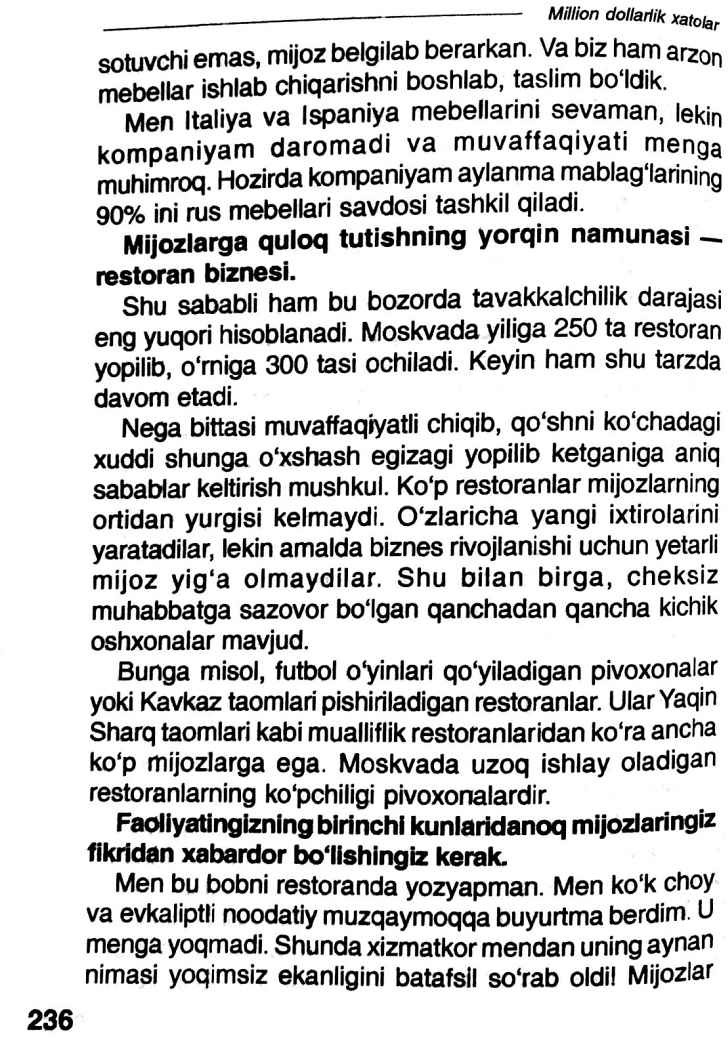 Million dollarlik xatolar
sotuvchi emas, mijoz belgilab berarkan. Va biz ham arzon
mebellar ishlab chiqarishni boshlab, taslim bo‘ldik.
Men Italiya va Ispaniya mebellarini sevaman, lekin
kompaniyam daromadi va muvaffaqiyati menga
muhimroq. Hozirda kompaniyam aylanma mablag‘larining
90% ini rus mebellari savdosi tashkil qiladi.
Mijozlarga quloq tutishning yorqin namunasi —
restoran biznesi.
Shu sababli ham bu bozorda tavakkalchilik darajasi
eng yuqori hisoblanadi. Moskvada yiliga 250 ta restoran
yopilib, o‘rniga 300 tasi ochiladi. Keyin ham shu tarzda
davom etadi.
Nega bittasi muvaffaqiyatli chiqib, qo‘shni ko‘chadagi
xuddi shunga o‘xshash egizagi yopilib ketganiga aniq
sabablar keltirish mushkul. Ko‘p restoranlar mijozlarning
ortidan yurgisi kelmaydi. O‘zlaricha yangi ixtirolarini
yaratadilar, lekin amalda biznes rivojlanishi uchun yetarli
mijoz yig‘a olmaydilar. Shu bilan birga, cheksiz
muhabbatga sazovor bo‘lgan qanchadan qancha kichik
oshxonalar mavjud.
Bunga misol, futbol o‘yinlari qo‘yiladigan pivoxonalar
yoki Kavkaz taomlari pishiriladigan restoranlar. Ular Yaqin
Sharq taomlari kabi mualliflik restoranlaridan ko‘ra ancha
ko‘p mijozlarga ega. Moskvada uzoq ishlay oladigan
restoranlarning ko‘pchiligi pivoxonalardir.
Faoliyatingizning birinchi kunlaridanoq mijozlaringiz
fikridan xabardor bo‘lishingiz kerak.
Men bu bobni restoranda yozyapman. Men ko‘k choy
va evkaliptli noodatiy muzqaymoqqa buyurtma berdim. U
menga yoqmadi. Shunda xizmatkor mendan uning aynan
nimasi yoqimsiz ekanligini batafsil so‘rab oldi! Mijozlar
236